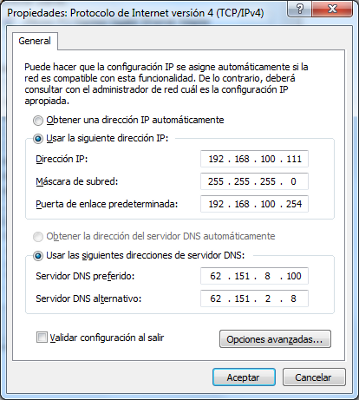 Propiedades: Protocolo de Internet versión 4 (TCP/IPv4)
General
Puede hacer que la configuración IP se asigne automáticamente si la
red es compatible con esta funcionalidad. De lo contrario, deberá
consultar con el administrador de red cuál es la configuración IP
apropiada.
Obtener una dirección IP automáticamente
Usar la siguiente dirección IP:
Dirección IP: 192 . 168 . 100 . 111
Máscara de subred: 255 . 255 . 255 . 0
Puerta de enlace predeterminada: 192 . 168 . 100 . 254
Obtener la dirección del servidor DNS automáticamente
Usar las siguientes direcciones de servidor DNS:
Servidor DNS preferido: 62 . 151 . 8 . 100
Servidor DNS alternativo: 62 . 151 . 2 . 8
Validar configuración al salir
Opciones avanzadas...
Aceptar
Cancelar